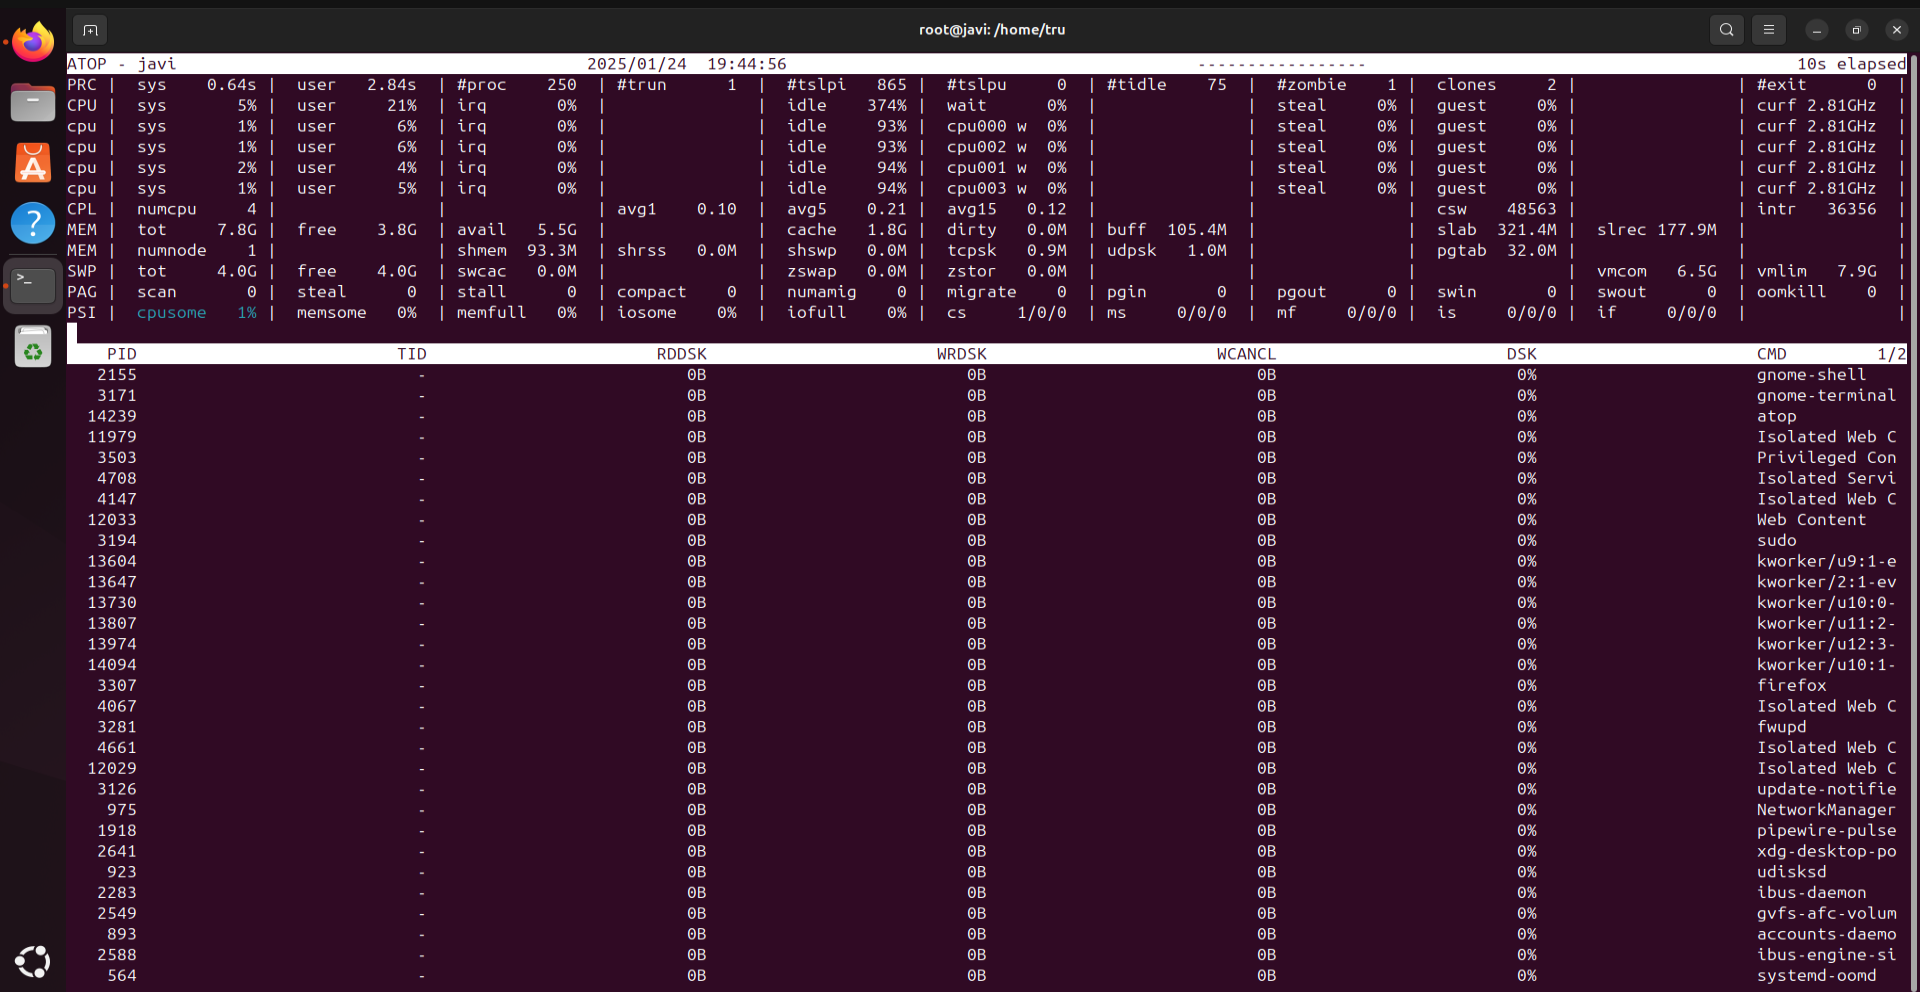 root@javi: /home/tru
ATOP - javi 2025/01/24 19:44:56 ---------------- 10s elapsed
PRC | sys 0.64s | user 2.84s | #proc 250 | #trun 1 | #tslpi 865 | #tslpu 0 | #tidle 75 | #zombie 1 | clones 2 | | #exit 0 |
CPU | sys 5% | user 21% | irq 0% | | idle 374% | wait 0% | | steal 0% | guest 0% | | curf 2.81GHz |
cpu | sys 1% | user 6% | irq 0% | | idle 93% | cpu000 w 0% | | steal 0% | guest 0% | | curf 2.81GHz |
cpu | sys 1% | user 6% | irq 0% | | idle 93% | cpu002 w 0% | | steal 0% | guest 0% | | curf 2.81GHz |
cpu | sys 2% | user 4% | irq 0% | | idle 94% | cpu001 w 0% | | steal 0% | guest 0% | | curf 2.81GHz |
cpu | sys 1% | user 5% | irq 0% | | idle 94% | cpu003 w 0% | | steal 0% | guest 0% | | curf 2.81GHz |
CPL | numcpu 4 | | | avg1 0.10 | avg5 0.21 | avg15 0.12 | | | csw 48563 | | intr 36356 |
MEM | tot 7.8G | free 3.8G | avail 5.5G | | cache 1.8G | dirty 0.0M | buff 105.4M | | slab 321.4M | slrec 177.9M | |
MEM | numnode 1 | | shmem 93.3M | shrss 0.0M | shswp 0.0M | tcpsk 0.9M | udpsk 1.0M | | pgtab 32.0M | | |
SWP | tot 4.0G | free 4.0G | swcac 0.0M | | zswap 0.0M | zstor 0.0M | | | | vmcom 6.5G | vmlim 7.9G |
PAG | scan 0 | steal 0 | stall 0 | compact 0 | numamig 0 | migrate 0 | pgin 0 | pgout 0 | swin 0 | swout 0 | oomkill 0 |
PSI | cpusome 1% | memsome 0% | memfull 0% | iosome 0% | iofull 0% | cs 1/0/0 | ms 0/0/0 | mf 0/0/0 | is 0/0/0 | if 0/0/0 | |
PID TID RDDSK WRDSK WCANCL DSK CMD 1/2
2155 - 0B 0B 0B 0% gnome-shell
3171 - 0B 0B 0B 0% gnome-terminal
14239 - 0B 0B 0B 0% atop
11979 - 0B 0B 0B 0% Isolated Web C
3503 - 0B 0B 0B 0% Privileged Con
4708 - 0B 0B 0B 0% Isolated Servi
4147 - 0B 0B 0B 0% Isolated Web C
12033 - 0B 0B 0B 0% Web Content
3194 - 0B 0B 0B 0% sudo
13604 - 0B 0B 0B 0% kworker/u9:1-e
13647 - 0B 0B 0B 0% kworker/2:1-ev
13730 - 0B 0B 0B 0% kworker/u10:0-
13807 - 0B 0B 0B 0% kworker/u11:2-
13974 - 0B 0B 0B 0% kworker/u12:3-
14094 - 0B 0B 0B 0% kworker/u10:1-
3307 - 0B 0B 0B 0% firefox
4067 - 0B 0B 0B 0% Isolated Web C
3281 - 0B 0B 0B 0% fwupd
4661 - 0B 0B 0B 0% Isolated Web C
12029 - 0B 0B 0B 0% Isolated Web C
3126 - 0B 0B 0B 0% update-notifie
975 - 0B 0B 0B 0% NetworkManager
1918 - 0B 0B 0B 0% pipewire-pulse
2641 - 0B 0B 0B 0% xdg-desktop-po
923 - 0B 0B 0B 0% udisksd
2283 - 0B 0B 0B 0% ibus-daemon
2549 - 0B 0B 0B 0% gvfs-afc-volum
893 - 0B 0B 0B 0% accounts-daemo
2588 - 0B 0B 0B 0% ibus-engine-si
564 - 0B 0B 0B 0% systemd-oomd